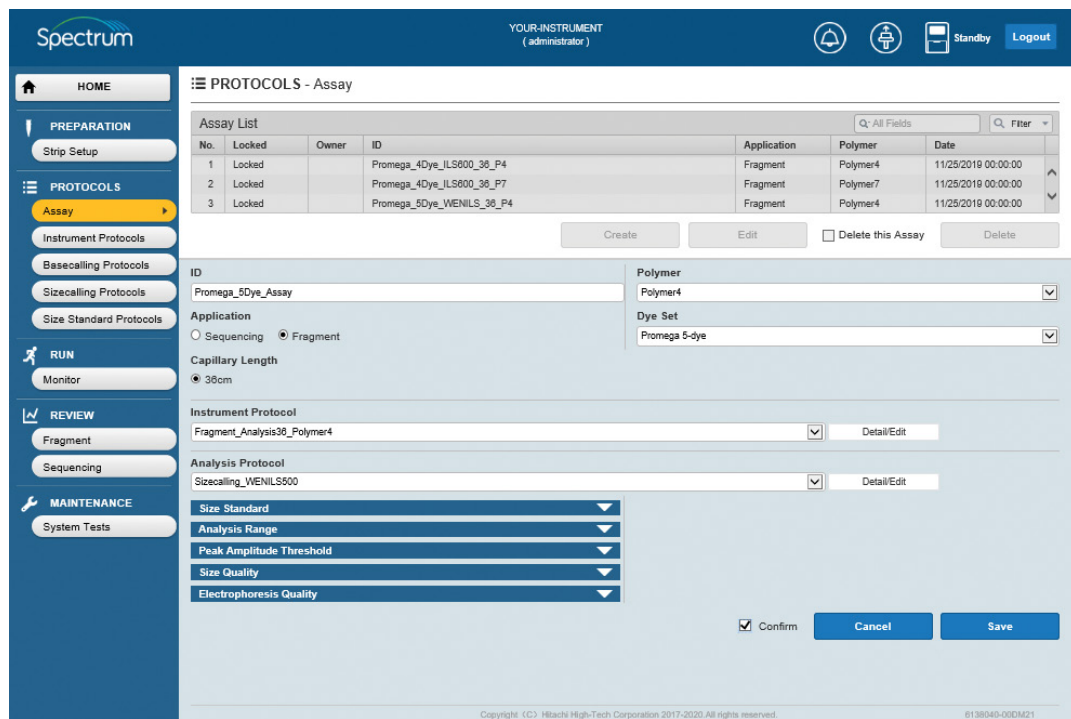 Spectrum
YOUR-INSTRUMENT
( administrator )
Standby
Logout
HOME
PREPARATION
Strip Setup
PROTOCOLS
Assay
Instrument Protocols
Basecalling Protocols
Sizecalling Protocols
Size Standard Protocols
RUN
Monitor
REVIEW
Fragment
Sequencing
MAINTENANCE
System Tests
PROTOCOLS - Assay
Assay List
All Fields
Filter
No. Locked Owner ID Application Polymer Date
1 Locked Promega_4Dye_ILS600_36_P4 Fragment Polymer4 11/25/2019 00:00:00
2 Locked Promega_4Dye_ILS600_36_P7 Fragment Polymer7 11/25/2019 00:00:00
3 Locked Promega_5Dye_WENILS_36_P4 Fragment Polymer4 11/25/2019 00:00:00
Create Edit Delete this Assay Delete
ID
Promega_5Dye_Assay
Polymer
Polymer4
Application
Sequencing Fragment
Dye Set
Promega 5-dye
Capillary Length
36cm
Instrument Protocol
Fragment_Analysis36_Polymer4
Detail/Edit
Analysis Protocol
Sizecalling_WENILS500
Detail/Edit
Size Standard
Analysis Range
Peak Amplitude Threshold
Size Quality
Electrophoresis Quality
Confirm Cancel Save
Copyright (C) Hitachi High-Tech Corporation 2017-2020.All rights reserved.
6138040-00DM21